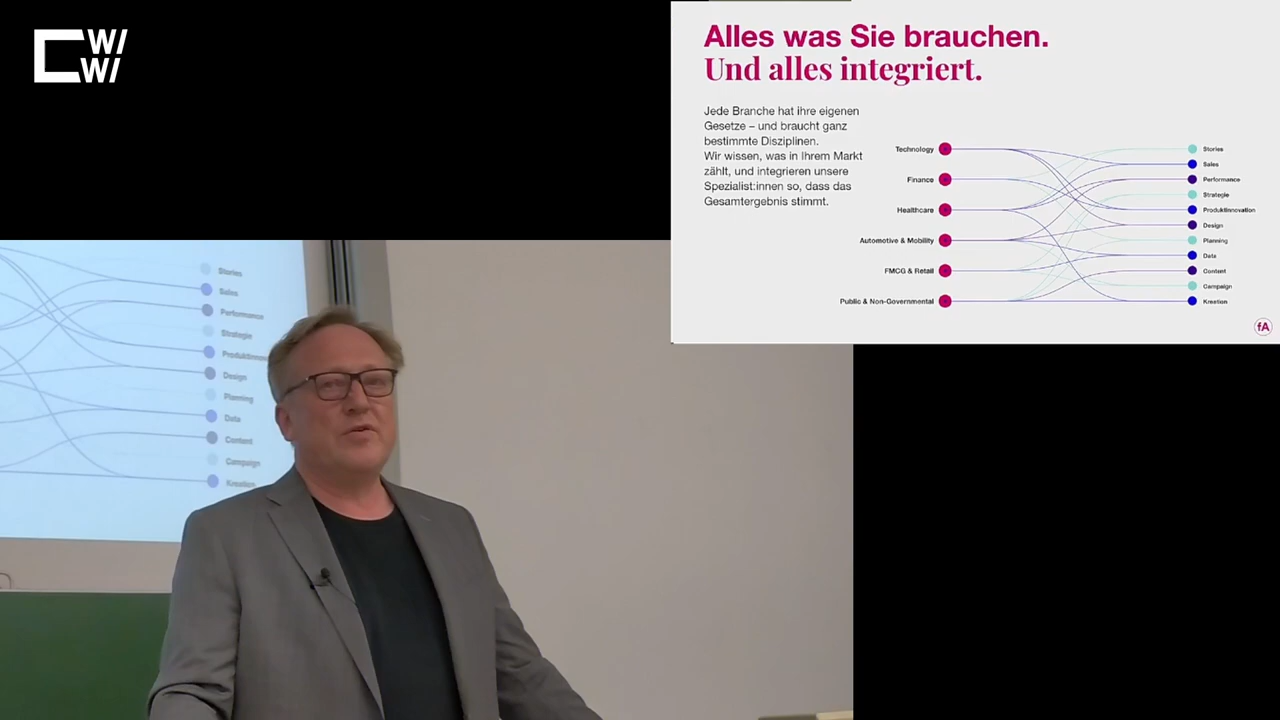 CW/
W/
Alles was Sie brauchen.
Und alles integriert.
Jede Branche hat ihre eigenen
Gesetze – und braucht ganz
bestimmte Disziplinen.
Wir wissen, was in Ihrem Markt
zählt, und integrieren unsere
Spezialist:innen so, dass das
Gesamtergebnis stimmt.
Technology
Finance
Healthcare
Automotive & Mobility
FMCG & Retail
Public & Non-Governmental
Stories
Sales
Performance
Strategie
Produktinnovation
Design
Planning
Data
Content
Campaign
Kreation
fA
Stories
Sales
Performance
Strategie
Design
Planning
Data
Content
Campaign
Kreation